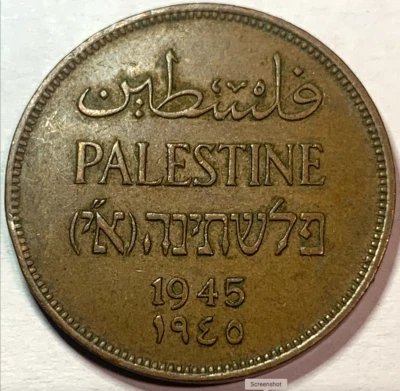 فلسطين
PALESTINE
פלשתינה (א״י)
1945
١٩٤٥
Screenshot